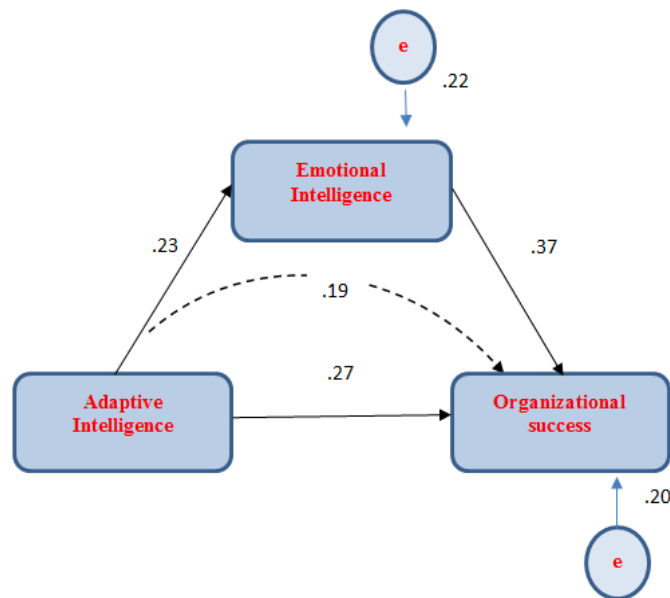 e
.22
Emotional
Intelligence
.23
.37
.19
.27
Adaptive
Intelligence
Organizational
success
.20
e